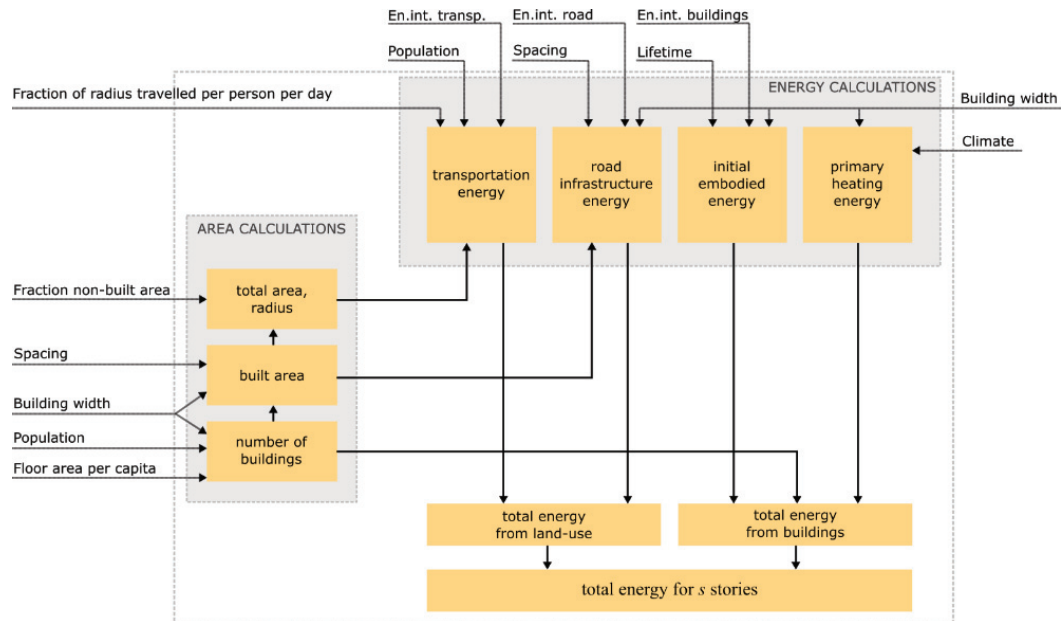 En.int. transp.
En.int. road
En.int. buildings
Population
Spacing
Lifetime
Fraction of radius travelled per person per day
ENERGY CALCULATIONS
Building width
Climate
transportation
energy
road
infrastructure
energy
initial
embodied
energy
primary
heating
energy
AREA CALCULATIONS
Fraction non-built area
total area,
radius
Spacing
built area
Building width
Population
number of
buildings
Floor area per capita
total energy
from land-use
total energy
from buildings
total energy for s stories